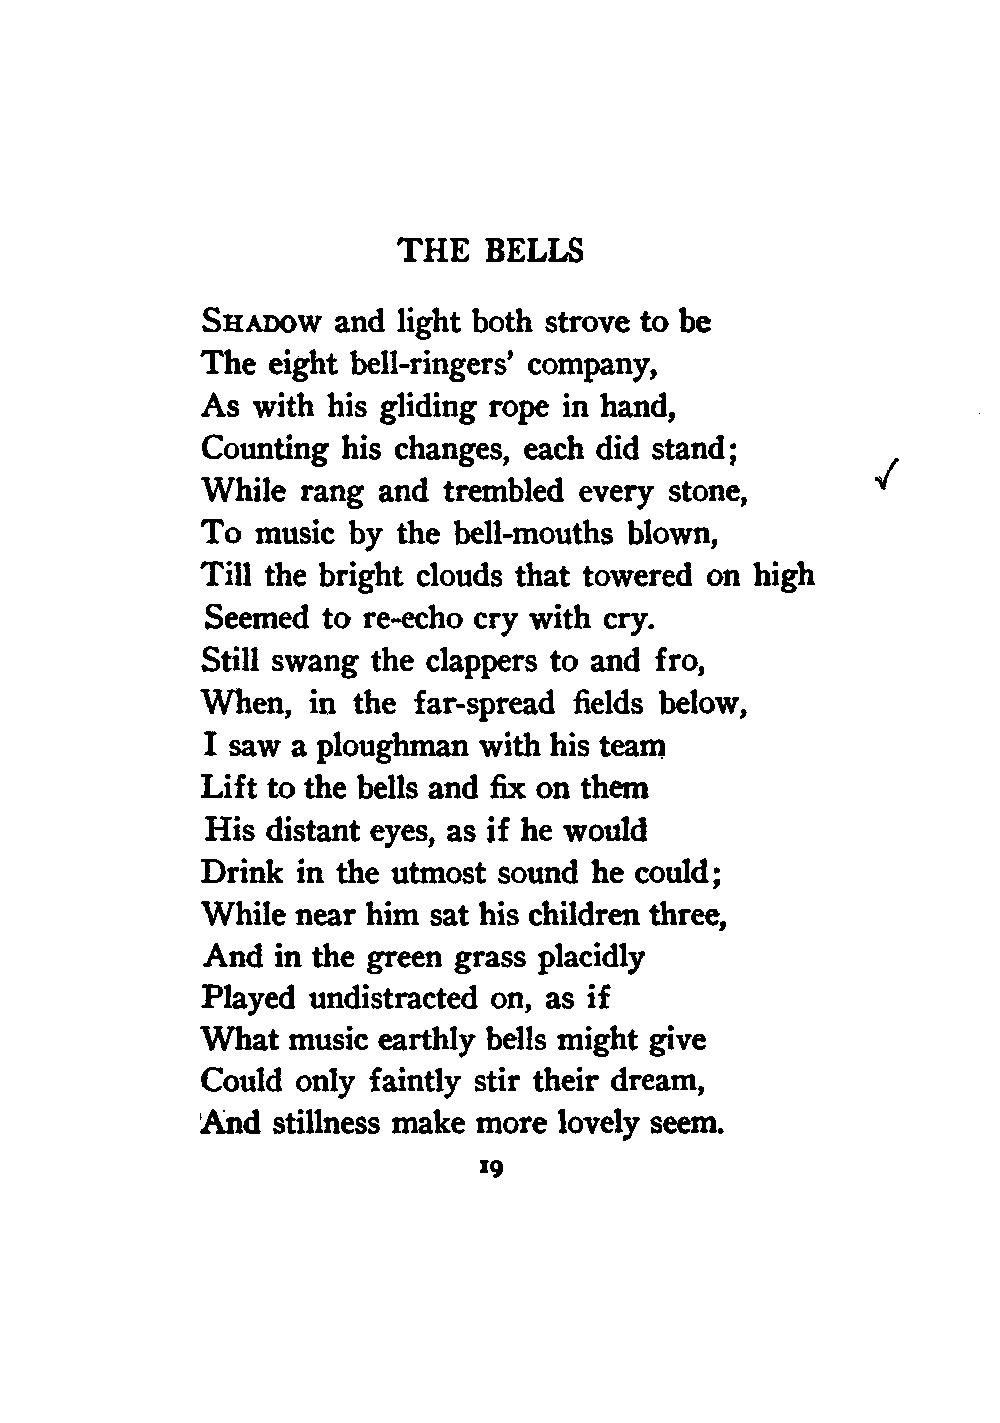 THE BELLS
SHADOW and light both strove to be
The eight bell-ringers' company,
As with his gliding rope in hand,
Counting his changes, each did stand;
While rang and trembled every stone,
To music by the bell-mouths blown,
Till the bright clouds that towered on high
Seemed to re-echo cry with cry.
Still swang the clappers to and fro,
When, in the far-spread fields below,
I saw a ploughman with his team
Lift to the bells and fix on them
His distant eyes, as if he would
Drink in the utmost sound he could;
While near him sat his children three,
And in the green grass placidly
Played undistracted on, as if
What music earthly bells might give
Could only faintly stir their dream,
And stillness make more lovely seem.
19